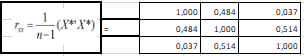 r_xx = 1/(n-1) (X*'X*) =
1,000 0,484 0,037
0,484 1,000 0,514
0,037 0,514 1,000